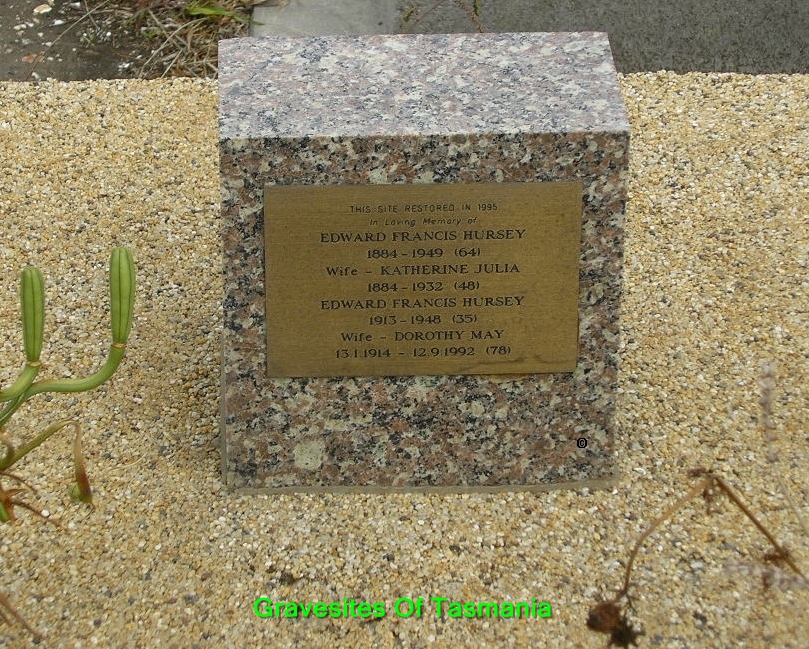 THIS SITE RESTORED IN 1995
In Loving Memory of
EDWARD FRANCIS HURSEY
1884 - 1949 (64)
Wife - KATHERINE JULIA
1884 - 1932 (48)
EDWARD FRANCIS HURSEY
1913 - 1948 (35)
Wife - DOROTHY MAY
13.1.1914 - 12.9.1992 (78)
Gravesites Of Tasmania